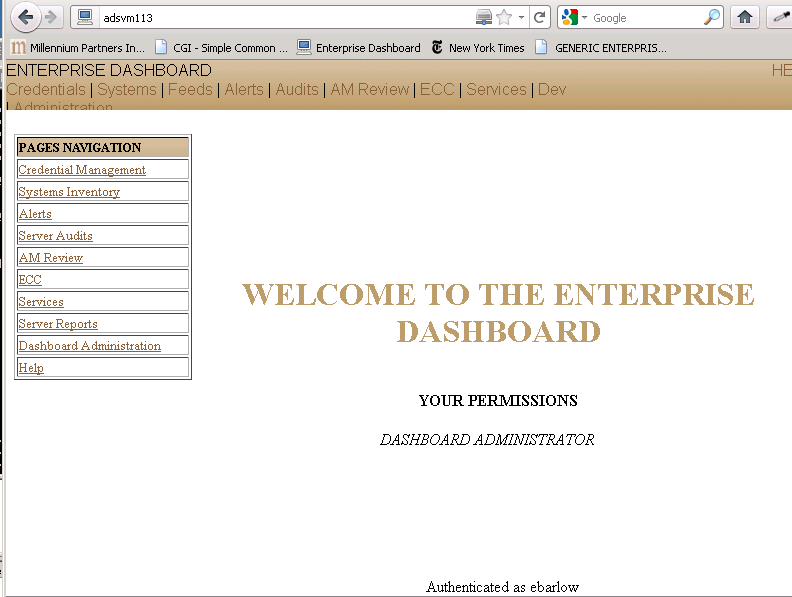 adsvm113
Google
Millennium Partners In...
CGI - Simple Common ...
Enterprise Dashboard
New York Times
GENERIC ENTERPRIS...
ENTERPRISE DASHBOARD
HE
Credentials | Systems | Feeds | Alerts | Audits | AM Review | ECC | Services | Dev
| Administration
PAGES NAVIGATION
Credential Management
Systems Inventory
Alerts
Server Audits
AM Review
ECC
Services
Server Reports
Dashboard Administration
Help
WELCOME TO THE ENTERPRISE
DASHBOARD
YOUR PERMISSIONS
DASHBOARD ADMINISTRATOR
Authenticated as ebarlow